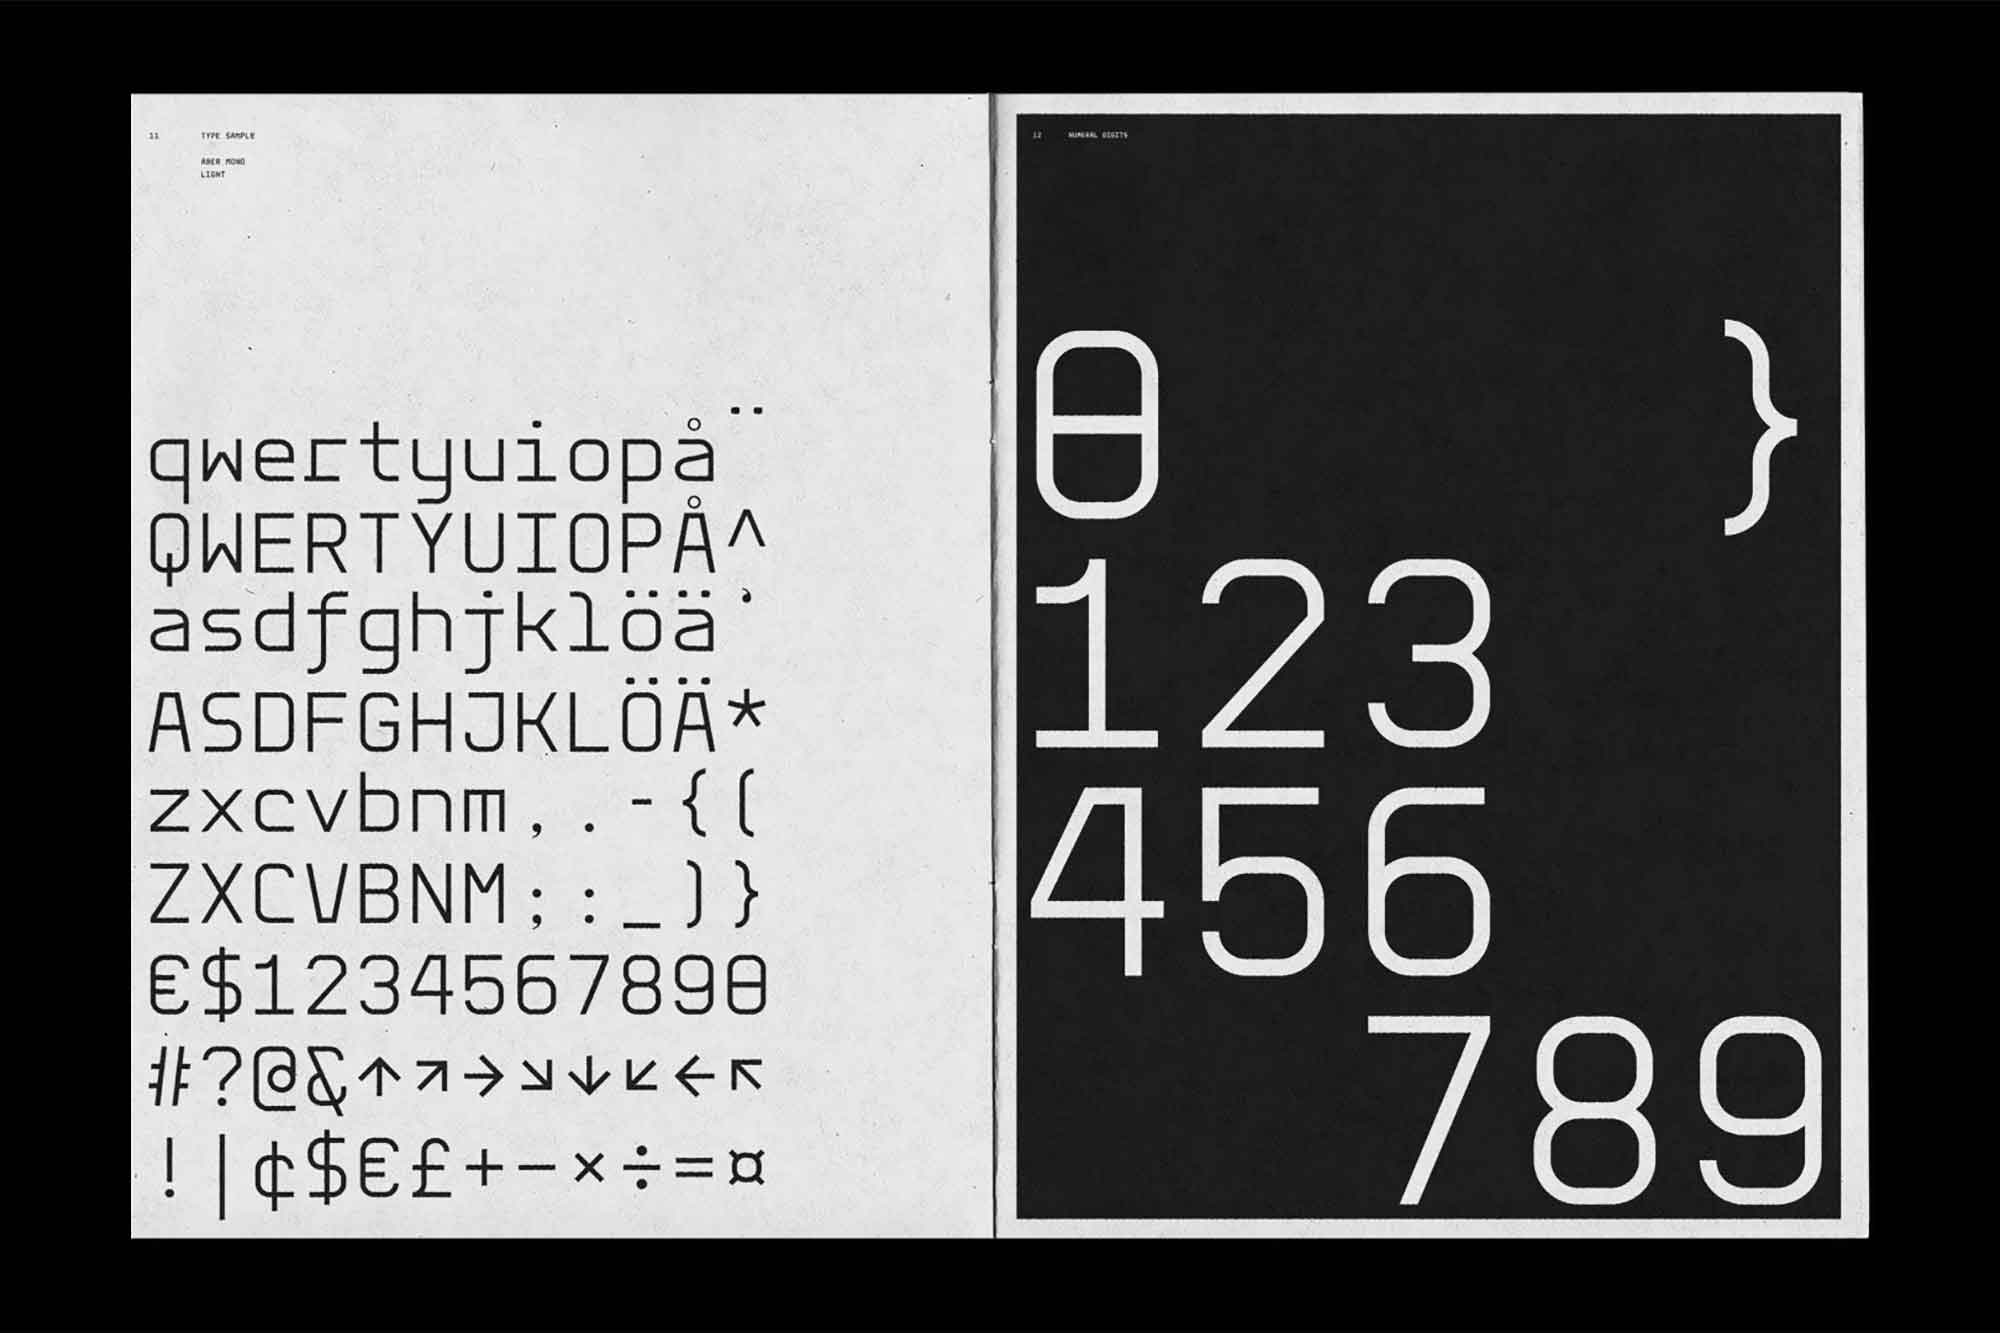 11 TYPE SAMPLE
ABER MONO
LIGHT
qwertyuiopå¨
QWERTYUIOPÅ^
asdfghjklöä'
ASDFGHJKLÖÄ*
zxcvbnm,.-{(
ZXCVBNM;:_)}
€$1234567890
#?@&↑↗→↘↓↙←↖
!|¢$€£+−×÷=¤
12 NUMERAL DIGITS
0 }
123
456
789